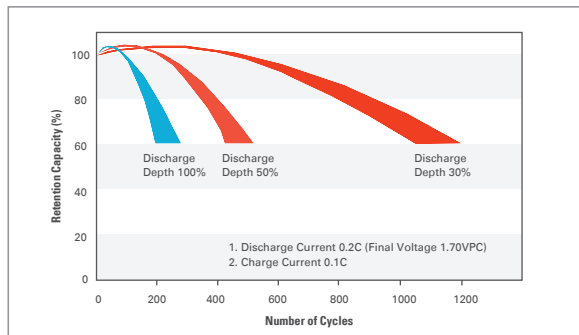 100
80
60
40
20
0
Retention Capacity (%)
Discharge
Depth 100%
Discharge
Depth 50%
Discharge
Depth 30%
1. Discharge Current 0.2C (Final Voltage 1.70VPC)
2. Charge Current 0.1C
0 200 400 600 800 1000 1200
Number of Cycles